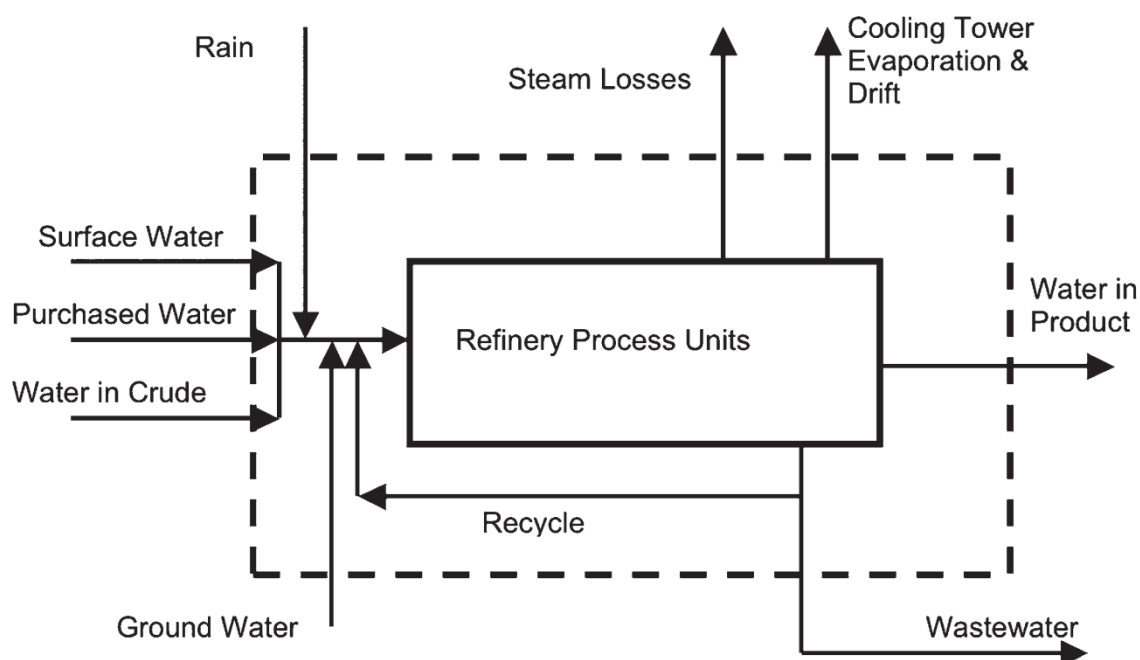 Rain
Steam Losses
Cooling Tower
Evaporation &
Drift
Surface Water
Purchased Water
Water in Crude
Refinery Process Units
Water in
Product
Recycle
Ground Water
Wastewater